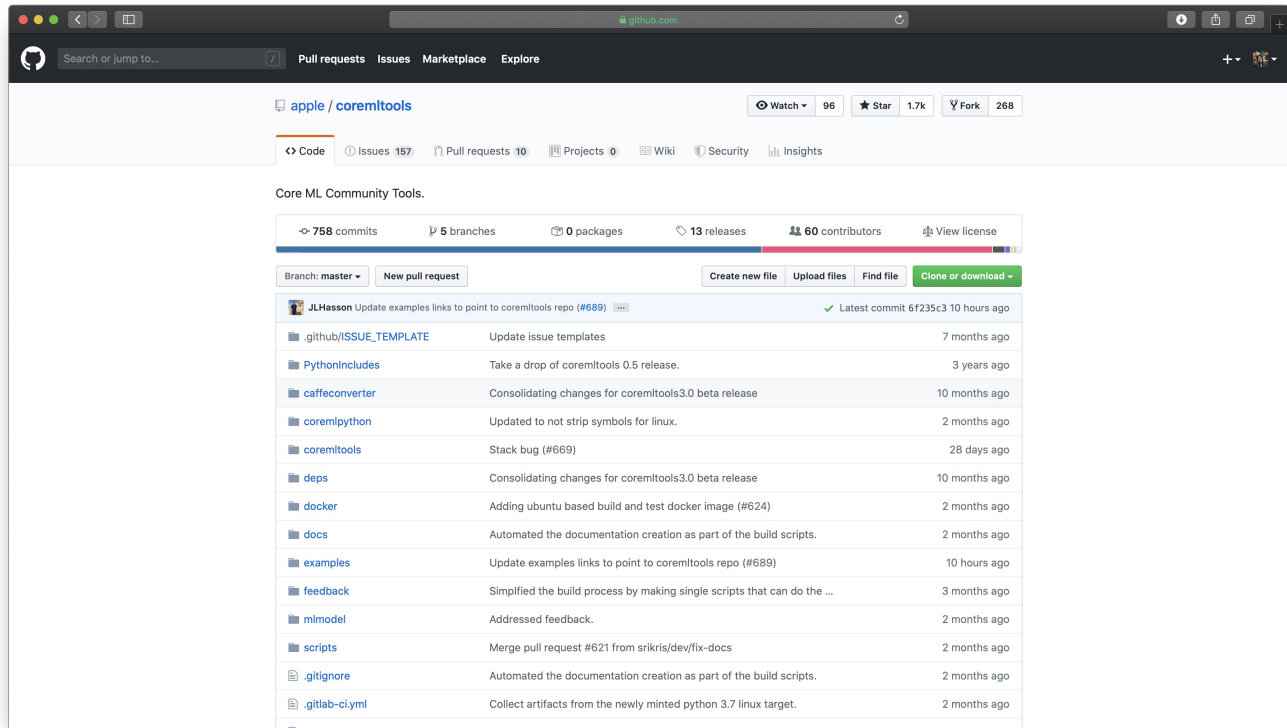 github.com
Search or jump to... /
Pull requests Issues Marketplace Explore
apple / coremltools
Watch 96 Star 1.7k Fork 268
Code Issues 157 Pull requests 10 Projects 0 Wiki Security Insights
Core ML Community Tools.
758 commits 5 branches 0 packages 13 releases 60 contributors View license
Branch: master New pull request Create new file Upload files Find file Clone or download
JLHasson Update examples links to point to coremltools repo (#689) ... Latest commit 6f235c3 10 hours ago
.github/ISSUE_TEMPLATE Update issue templates 7 months ago
PythonIncludes Take a drop of coremltools 0.5 release. 3 years ago
caffeconverter Consolidating changes for coremltools3.0 beta release 10 months ago
coremlpython Updated to not strip symbols for linux. 2 months ago
coremltools Stack bug (#669) 28 days ago
deps Consolidating changes for coremltools3.0 beta release 10 months ago
docker Adding ubuntu based build and test docker image (#624) 2 months ago
docs Automated the documentation creation as part of the build scripts. 2 months ago
examples Update examples links to point to coremltools repo (#689) 10 hours ago
feedback Simplfied the build process by making single scripts that can do the ... 3 months ago
mlmodel Addressed feedback. 2 months ago
scripts Merge pull request #621 from srikris/dev/fix-docs 2 months ago
.gitignore Automated the documentation creation as part of the build scripts. 2 months ago
.gitlab-ci.yml Collect artifacts from the newly minted python 3.7 linux target. 2 months ago